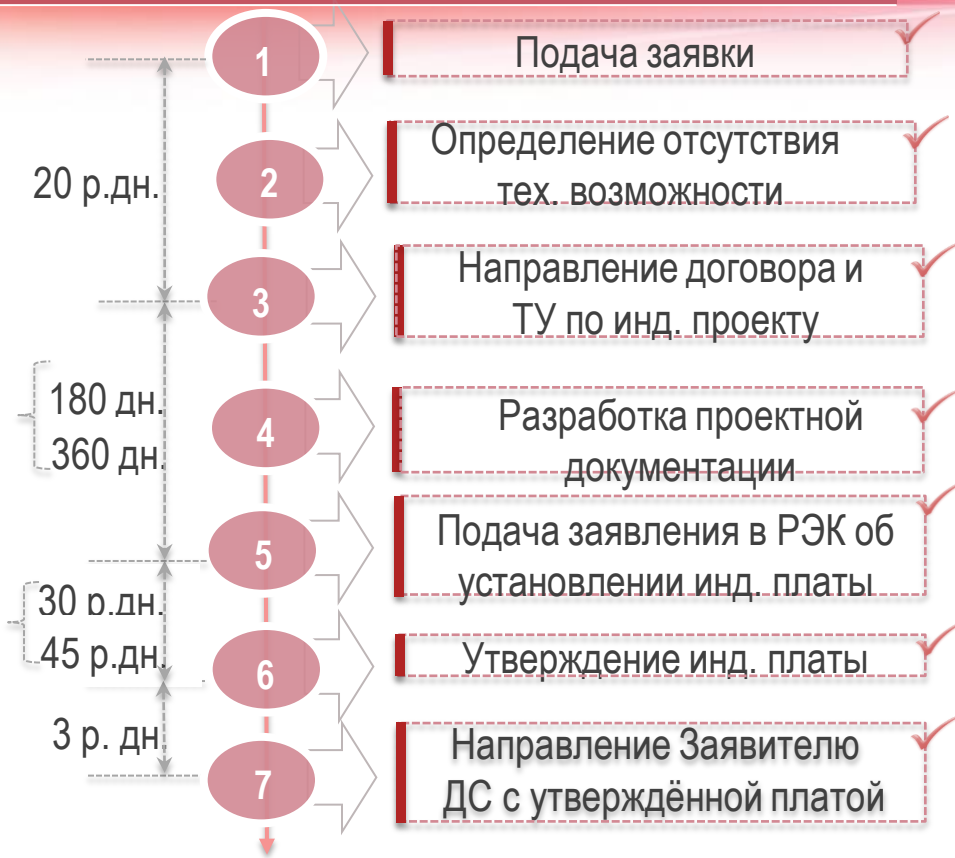 1
Подача заявки
2
Определение отсутствия
тех. возможности
20 р.дн.
3
Направление договора и
ТУ по инд. проекту
180 дн.
360 дн.
4
Разработка проектной
документации
5
Подача заявления в РЭК об
установлении инд. платы
30 р.дн.
45 р.дн.
6
Утверждение инд. платы
3 р. дн.
7
Направление Заявителю
ДС с утверждённой платой